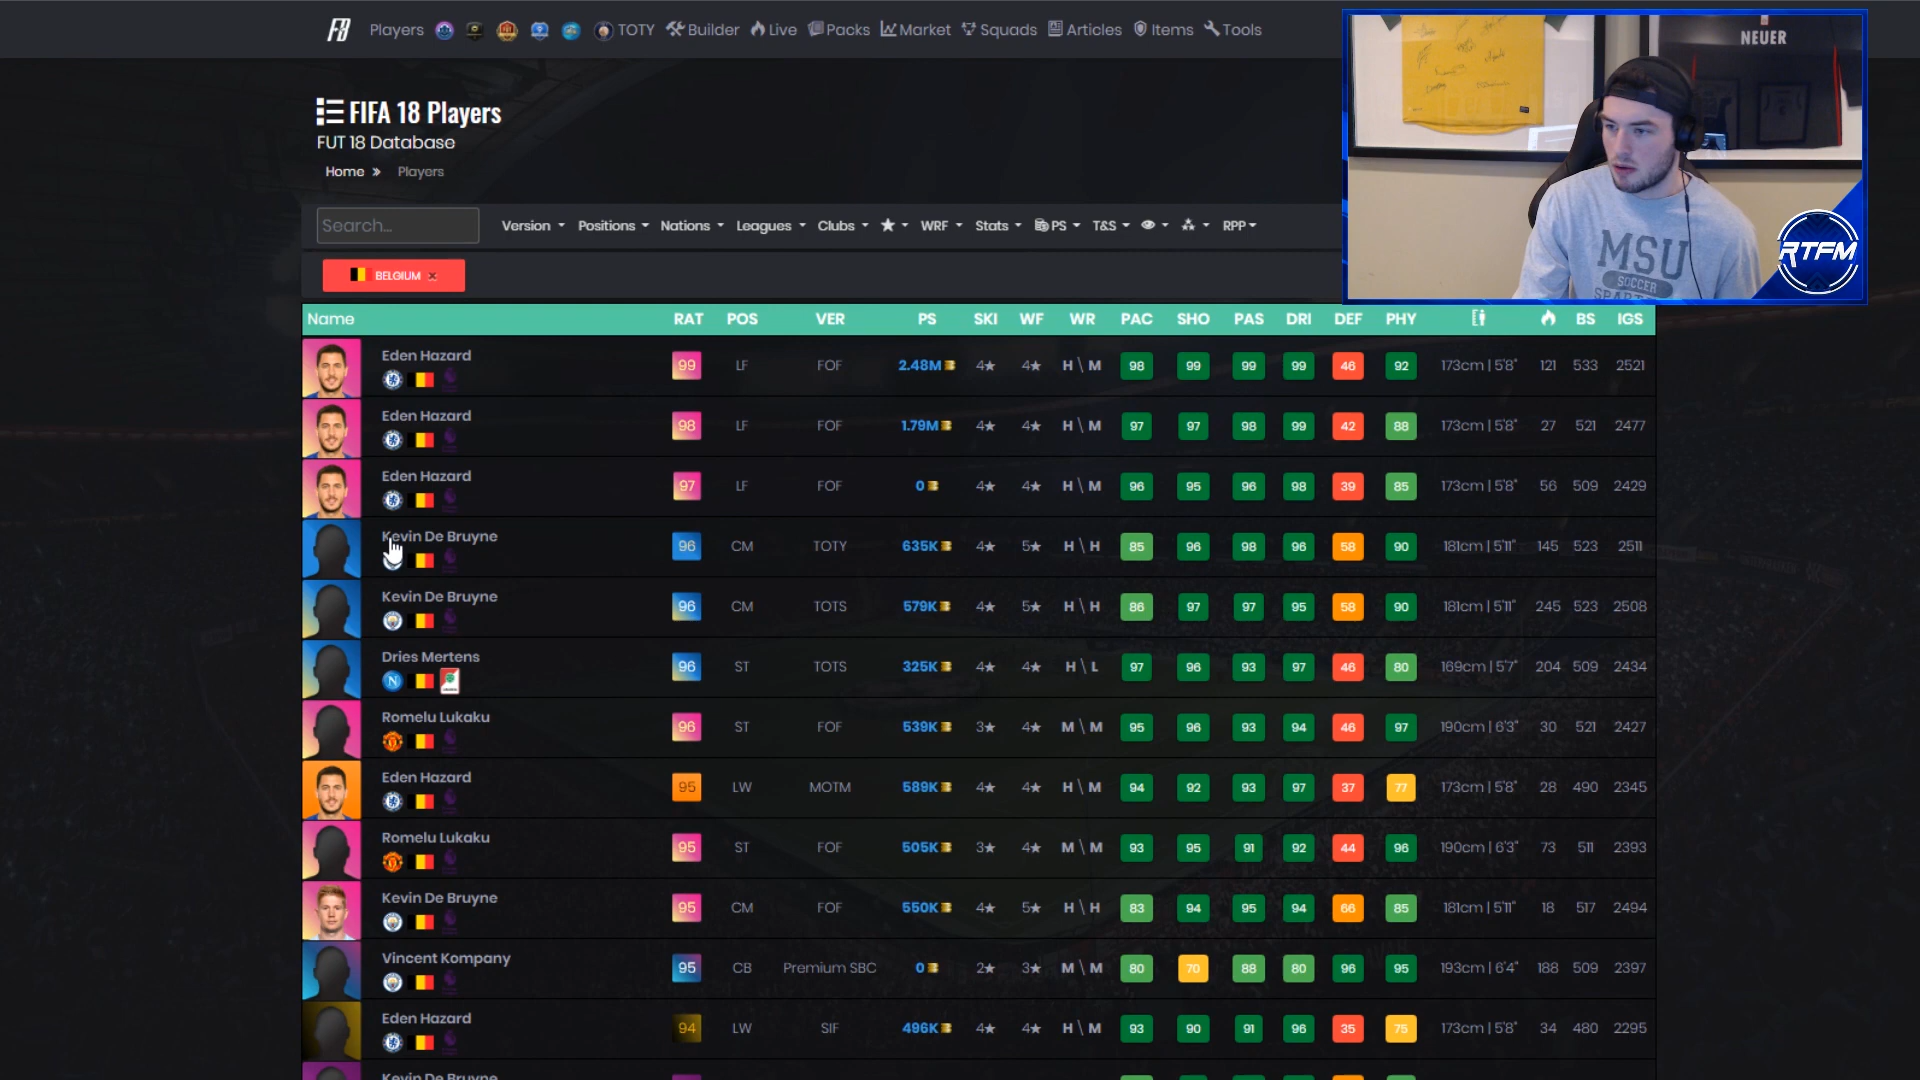 Players TOTY Builder Live Packs Market Squads Articles Items Tools
NEUER
FIFA 18 Players
FUT 18 Database
Home » Players
MSU
SOCCER
RTFM
Search... Version Positions Nations Leagues Clubs WRF Stats PS T&S RPP
BELGIUM ×
Name RAT POS VER PS SKI WF WR PAC SHO PAS DRI DEF PHY BS IGS
Eden Hazard 99 LF FOF 2.48M 4★ 4★ H \ M 98 99 99 99 46 92 173cm | 5'8" 121 533 2521
Eden Hazard 98 LF FOF 1.79M 4★ 4★ H \ M 97 97 98 99 42 88 173cm | 5'8" 27 521 2477
Eden Hazard 97 LF FOF 0 4★ 4★ H \ M 96 95 96 98 39 85 173cm | 5'8" 56 509 2429
Kevin De Bruyne 96 CM TOTY 635K 4★ 5★ H \ H 85 96 98 96 58 90 181cm | 5'11" 145 523 2511
Kevin De Bruyne 96 CM TOTS 579K 4★ 5★ H \ H 86 97 97 95 58 90 181cm | 5'11" 245 523 2508
Dries Mertens 96 ST TOTS 325K 4★ 4★ H \ L 97 96 93 97 46 80 169cm | 5'7" 204 509 2434
Romelu Lukaku 96 ST FOF 539K 3★ 4★ M \ M 95 96 93 94 46 97 190cm | 6'3" 30 521 2427
Eden Hazard 95 LW MOTM 589K 4★ 4★ H \ M 94 92 93 97 37 77 173cm | 5'8" 28 490 2345
Romelu Lukaku 95 ST FOF 505K 3★ 4★ M \ M 93 95 91 92 44 96 190cm | 6'3" 73 511 2393
Kevin De Bruyne 95 CM FOF 550K 4★ 5★ H \ H 83 94 95 94 66 85 181cm | 5'11" 18 517 2494
Vincent Kompany 95 CB Premium SBC 0 2★ 3★ M \ M 80 70 88 80 96 95 193cm | 6'4" 188 509 2397
Eden Hazard 94 LW SIF 496K 4★ 4★ H \ M 93 90 91 96 35 75 173cm | 5'8" 34 480 2295
Kevin De Bruyne